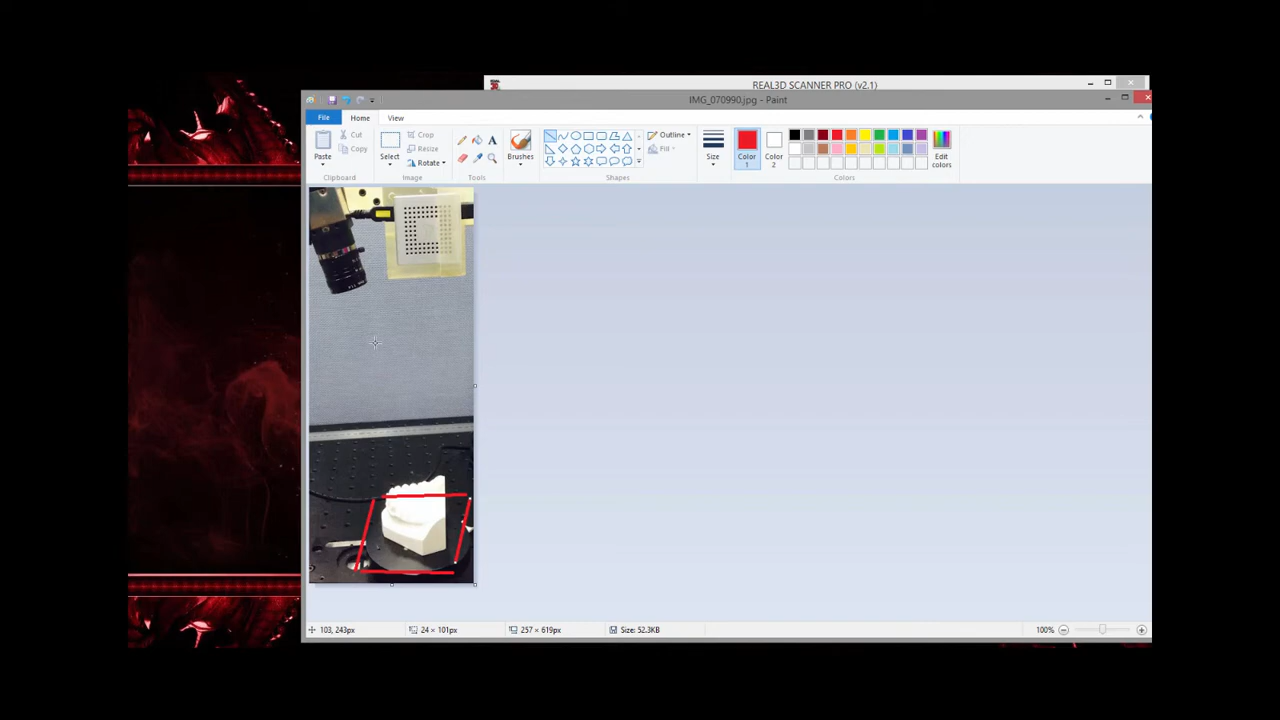 REAL3D SCANNER PRO (v2.1)
IMG_070990.jpg - Paint
File Home View
Paste
Cut
Copy
Clipboard
Select
Crop
Resize
Rotate
Image
A
Tools
Brushes
Shapes
Outline
Fill
Size
Color 1
Color 2
Edit colors
Colors
103, 243px 24 × 101px 257 × 619px Size: 52.3KB 100%